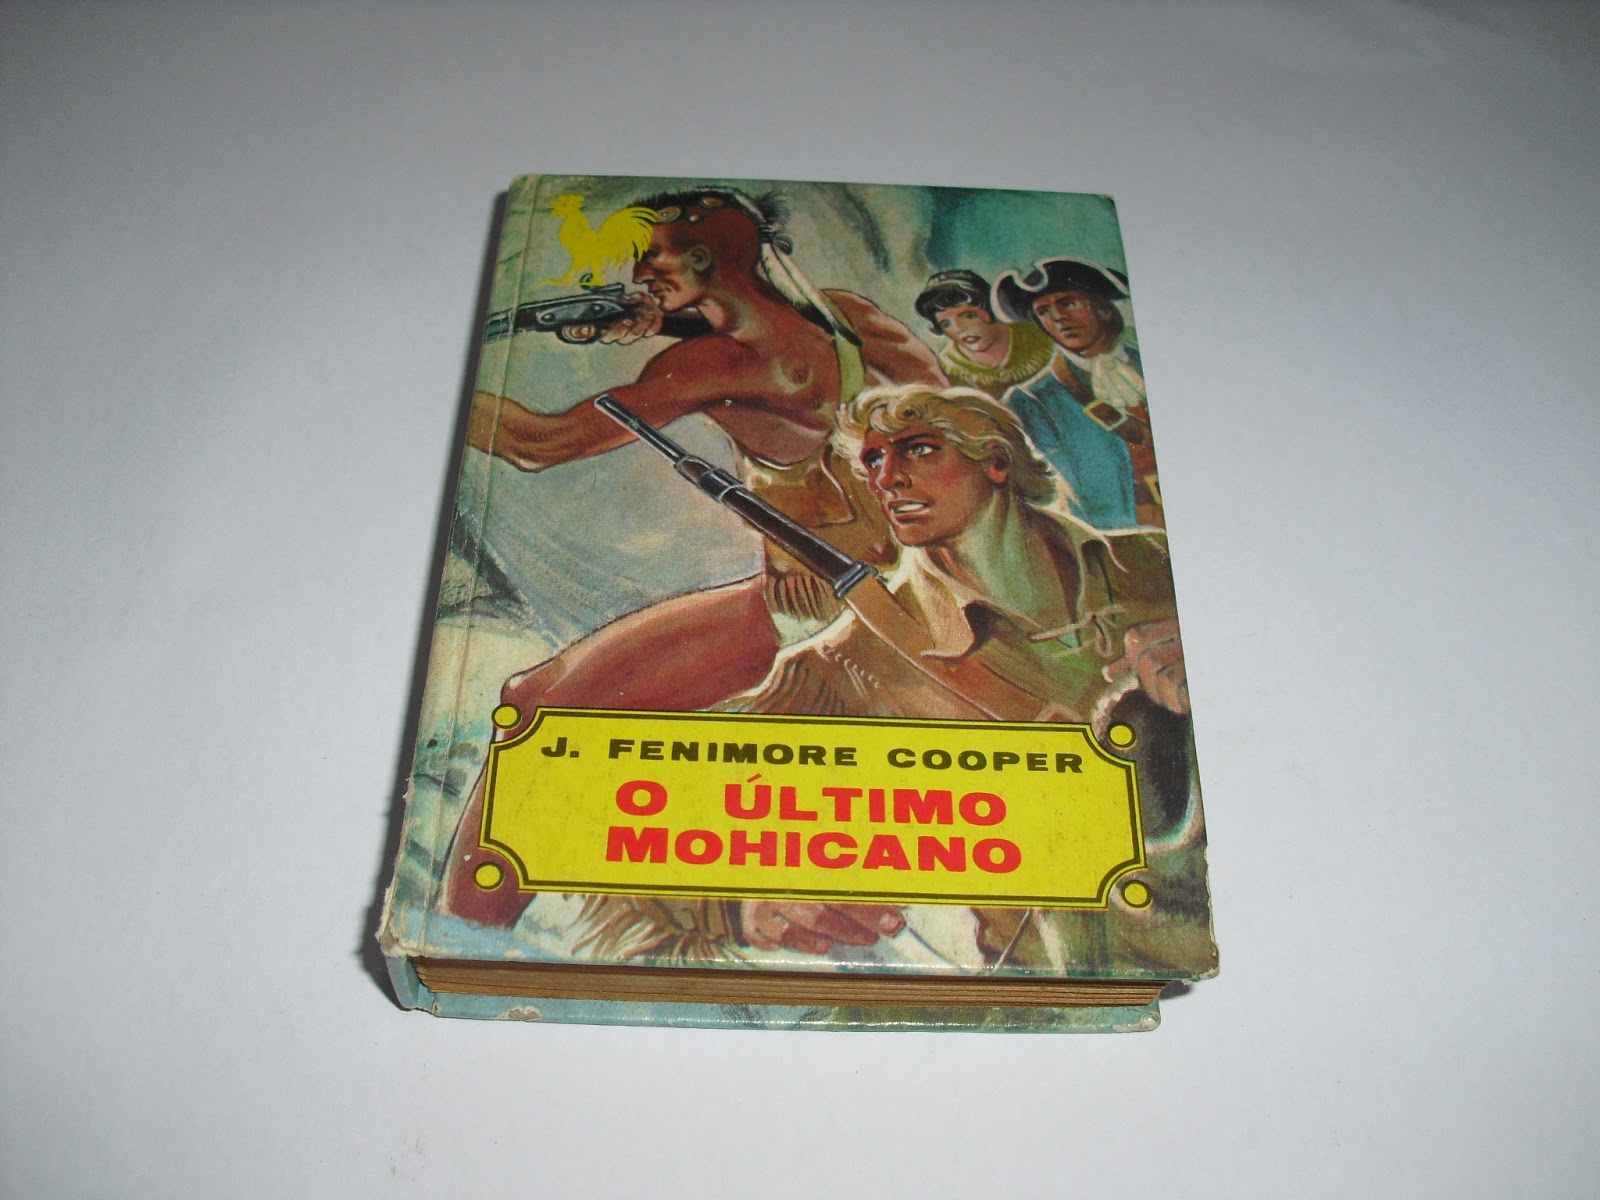 J. FENIMORE COOPER
O ÚLTIMO
MOHICANO